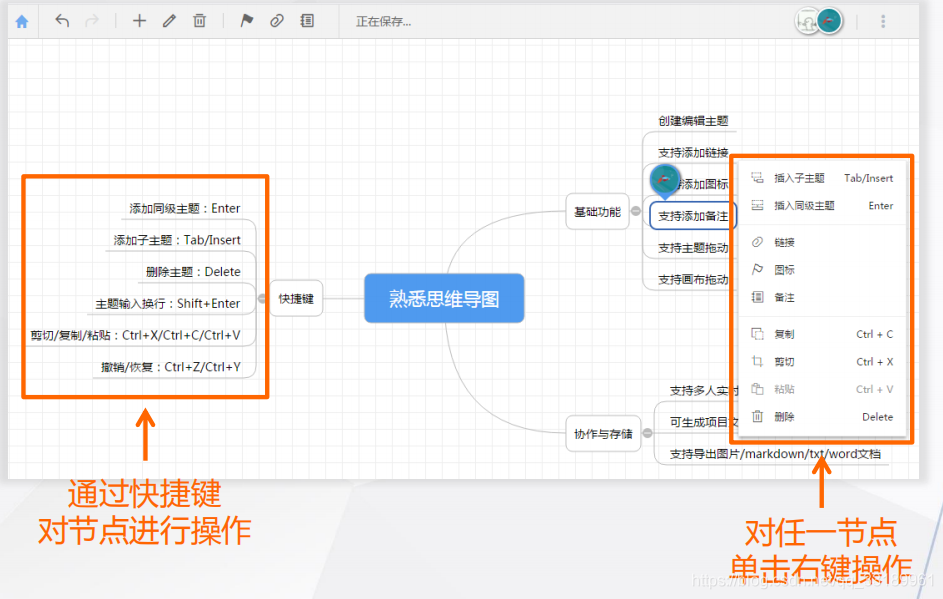 正在保存...
创建编辑主题
支持添加链接
添加图标
支持添加备注
支持主题拖动
支持画布拖动
基础功能
插入子主题 Tab/Insert
插入同级主题 Enter
链接
图标
备注
复制 Ctrl + C
剪切 Ctrl + X
粘贴 Ctrl + V
删除 Delete
添加同级主题：Enter
添加子主题：Tab/Insert
删除主题：Delete
主题输入换行：Shift+Enter
剪切/复制/粘贴：Ctrl+X/Ctrl+C/Ctrl+V
撤销/恢复：Ctrl+Z/Ctrl+Y
快捷键
熟悉思维导图
协作与存储
支持多人实时
可生成项目文
支持导出图片/markdown/txt/word文档
通过快捷键
对节点进行操作
对任一节点
单击右键操作